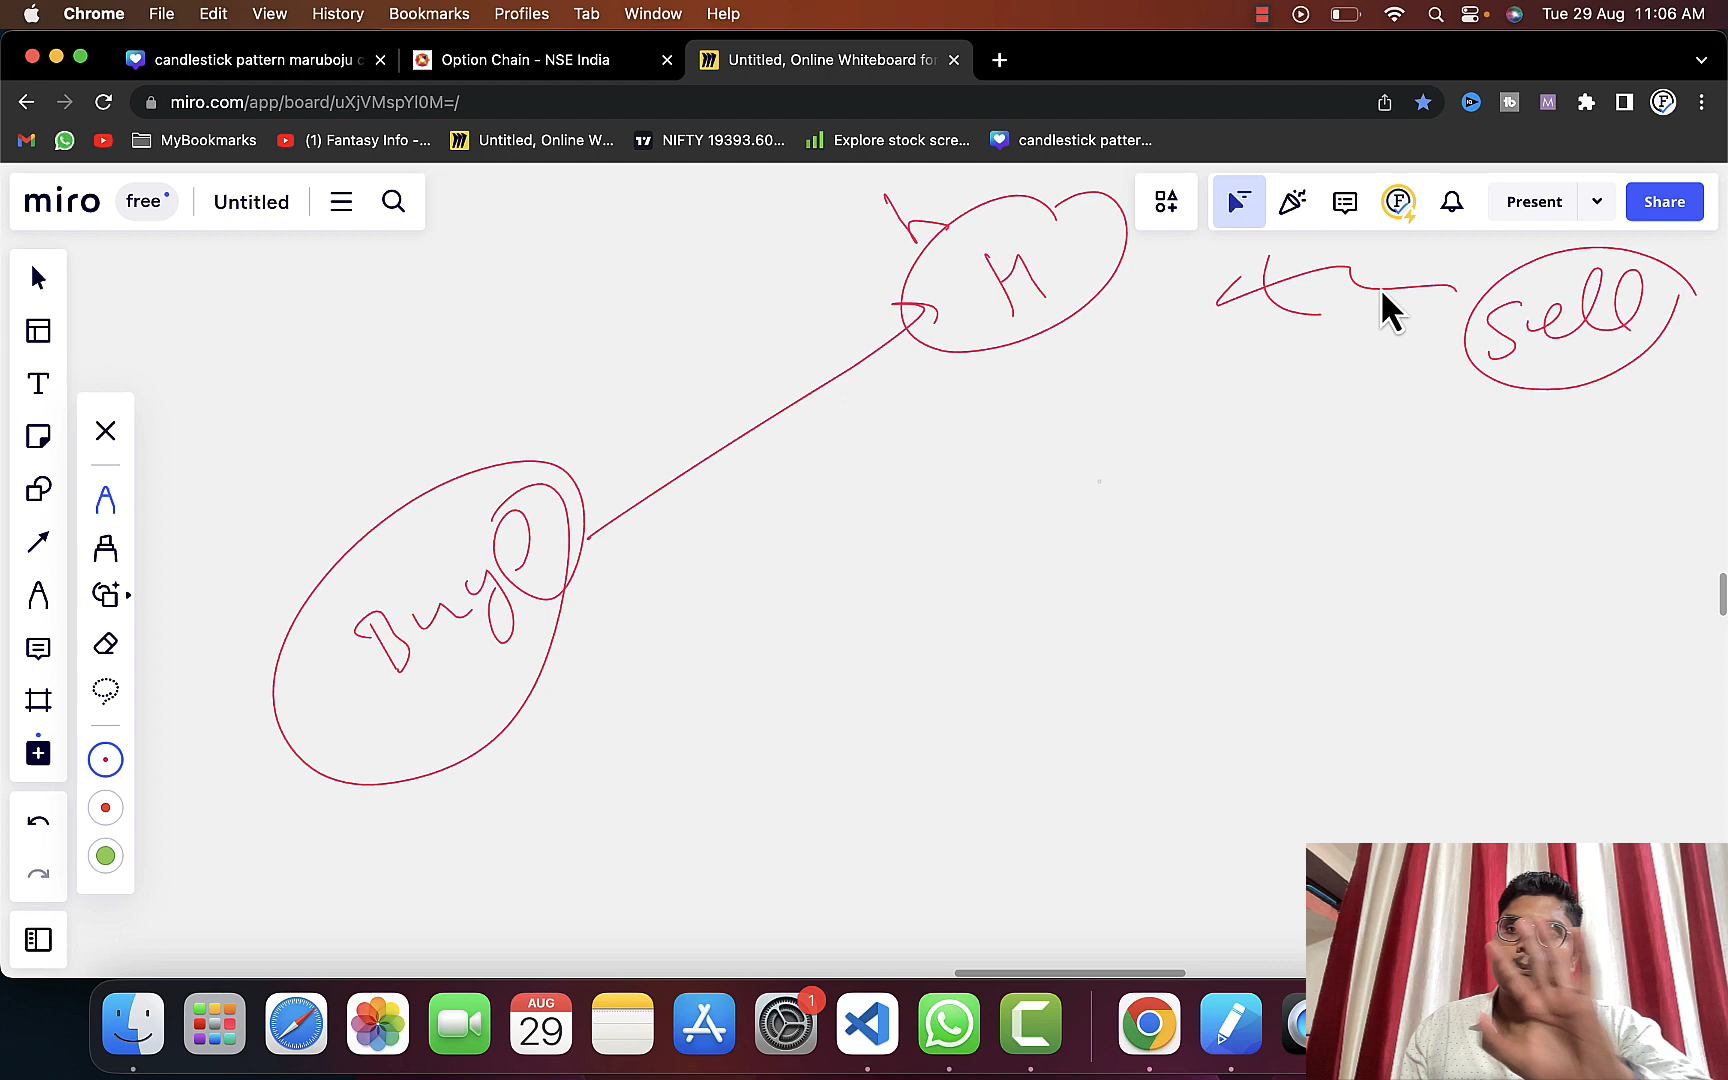 Chrome File Edit View History Bookmarks Profiles Tab Window Help Tue 29 Aug 11:06 AM
candlestick pattern maruboju c Option Chain - NSE India Untitled, Online Whiteboard for
miro.com/app/board/uXjVMspYl0M=/
MyBookmarks (1) Fantasy Info -... Untitled, Online W... NIFTY 19393.60... Explore stock scre... candlestick patter...
miro free Untitled Present Share
M
Sell
Buy
AUG
29
1